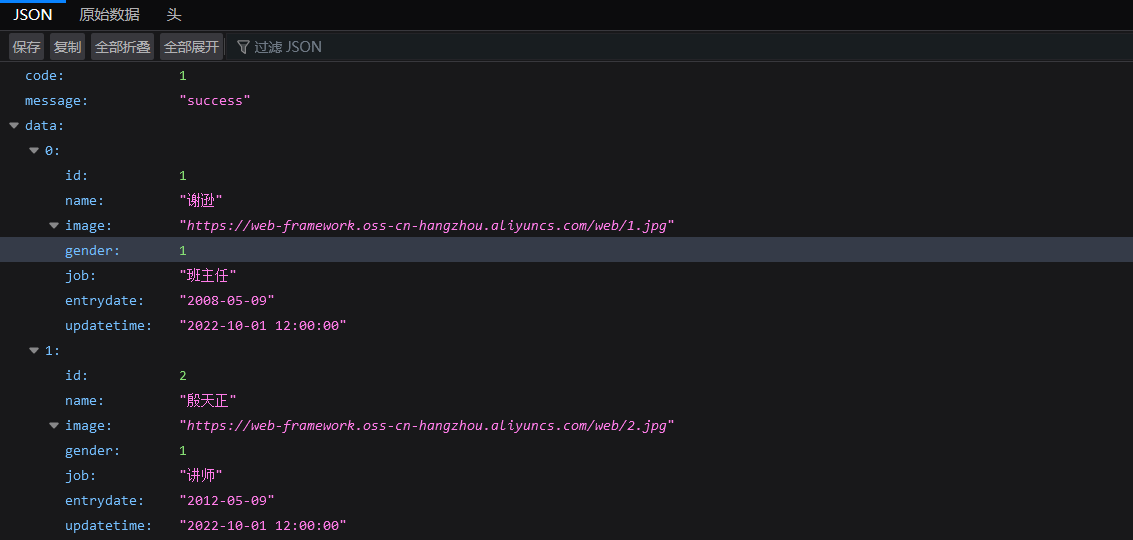 JSON 原始数据 头
保存 复制 全部折叠 全部展开 过滤 JSON
code: 1
message: "success"
data:
0:
id: 1
name: "谢逊"
image: "https://web-framework.oss-cn-hangzhou.aliyuncs.com/web/1.jpg"
gender: 1
job: "班主任"
entrydate: "2008-05-09"
updatetime: "2022-10-01 12:00:00"
1:
id: 2
name: "殷天正"
image: "https://web-framework.oss-cn-hangzhou.aliyuncs.com/web/2.jpg"
gender: 1
job: "讲师"
entrydate: "2012-05-09"
updatetime: "2022-10-01 12:00:00"